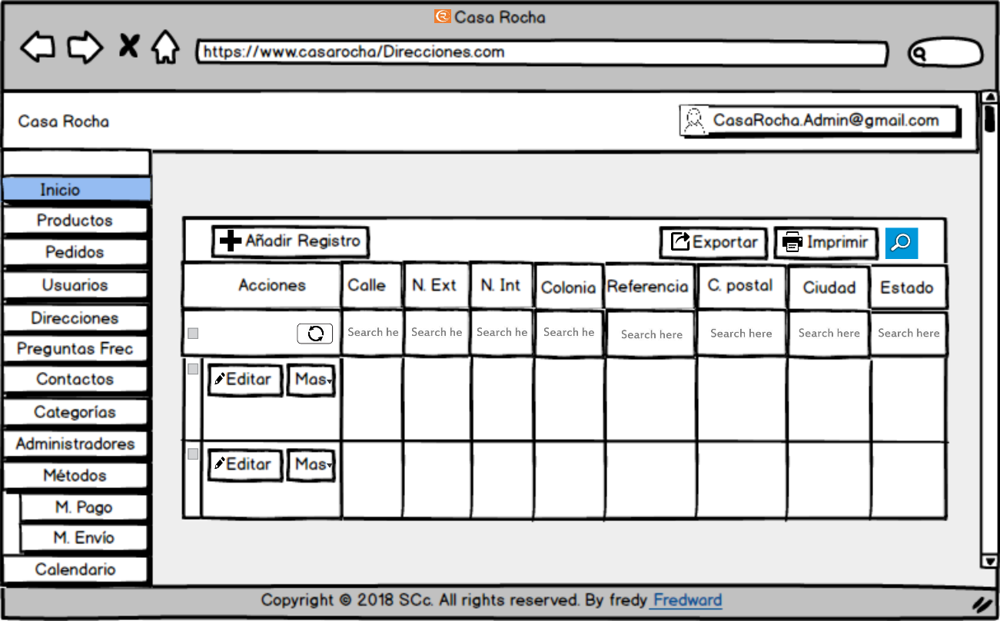 Casa Rocha
https://www.casarocha/Direcciones.com
Casa Rocha
CasaRocha.Admin@gmail.com
Inicio
Productos
Pedidos
Usuarios
Direcciones
Preguntas Frec
Contactos
Categorías
Administradores
Métodos
M. Pago
M. Envío
Calendario
Añadir Registro
Exportar
Imprimir
Acciones Calle N. Ext N. Int Colonia Referencia C. postal Ciudad Estado
Search he Search he Search he Search he Search here Search here Search here Search here
Editar Mas
Editar Mas
Copyright © 2018 SCc. All rights reserved. By fredy Fredward